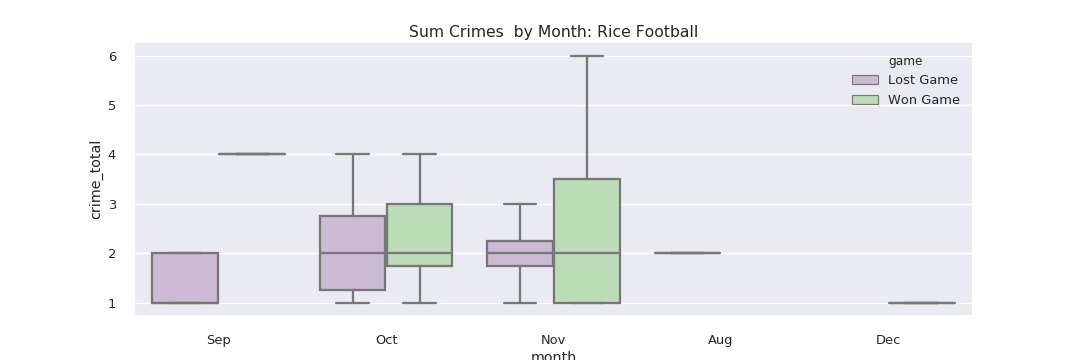 Sum Crimes  by Month: Rice Football
game
Lost Game
Won Game
crime_total
6
5
4
3
2
1
Sep Oct Nov Aug Dec
month